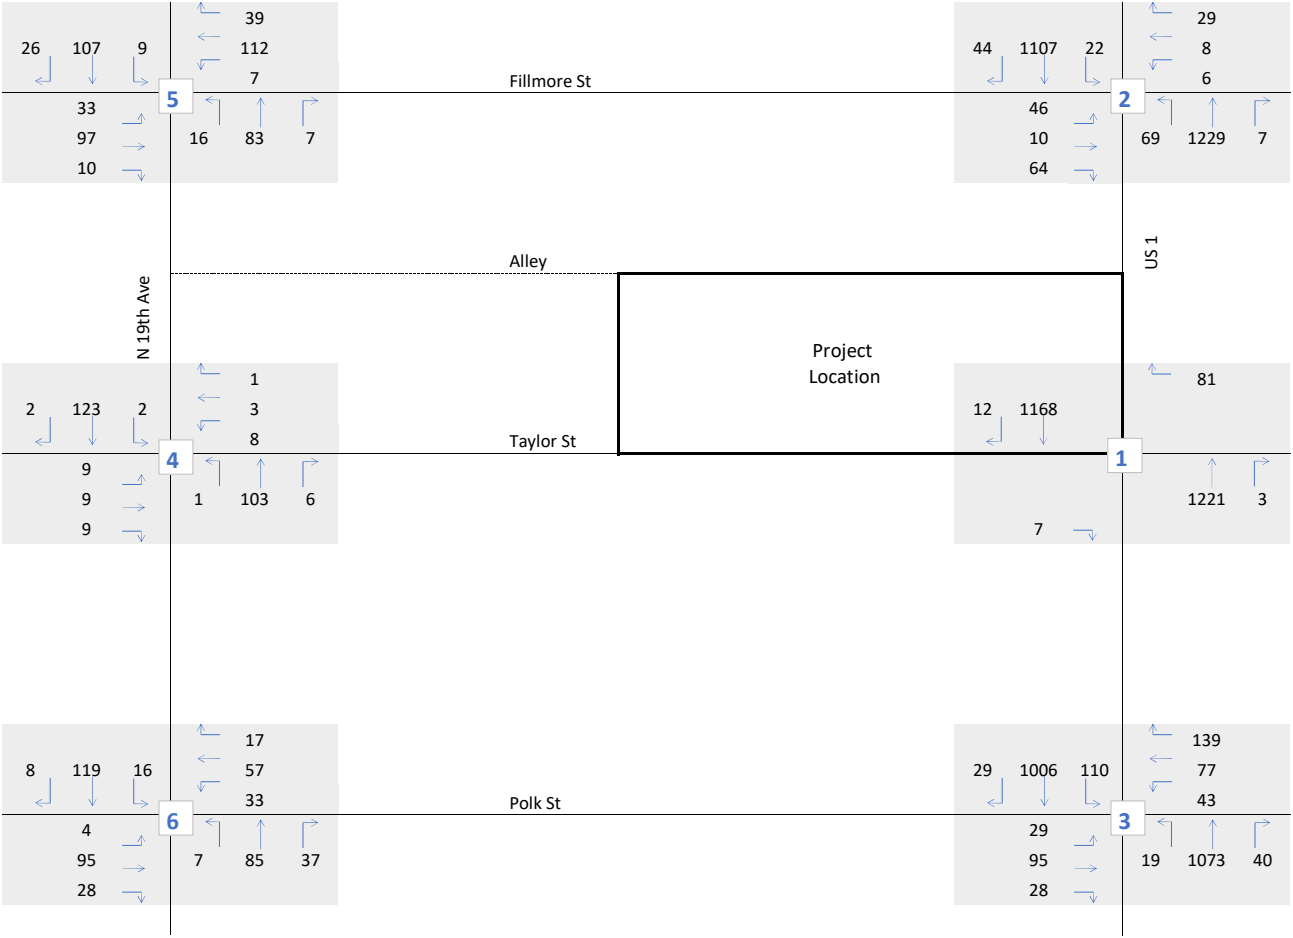 39
29
26 107 9 112
44 1107 22 8
7
6
Fillmore St
5
2
33
46
97 16 83 7
10 69 1229 7
10
64
US 1
Alley
N 19th Ave
Project
Location
1
81
2 123 2 3
12 1168
8
Taylor St
4
1
9
9 1 103 6
1221 3
9
7
17
139
8 119 16 57
29 1006 110 77
33
43
Polk St
6
3
4
29
95 7 85 37
95 19 1073 40
28
28